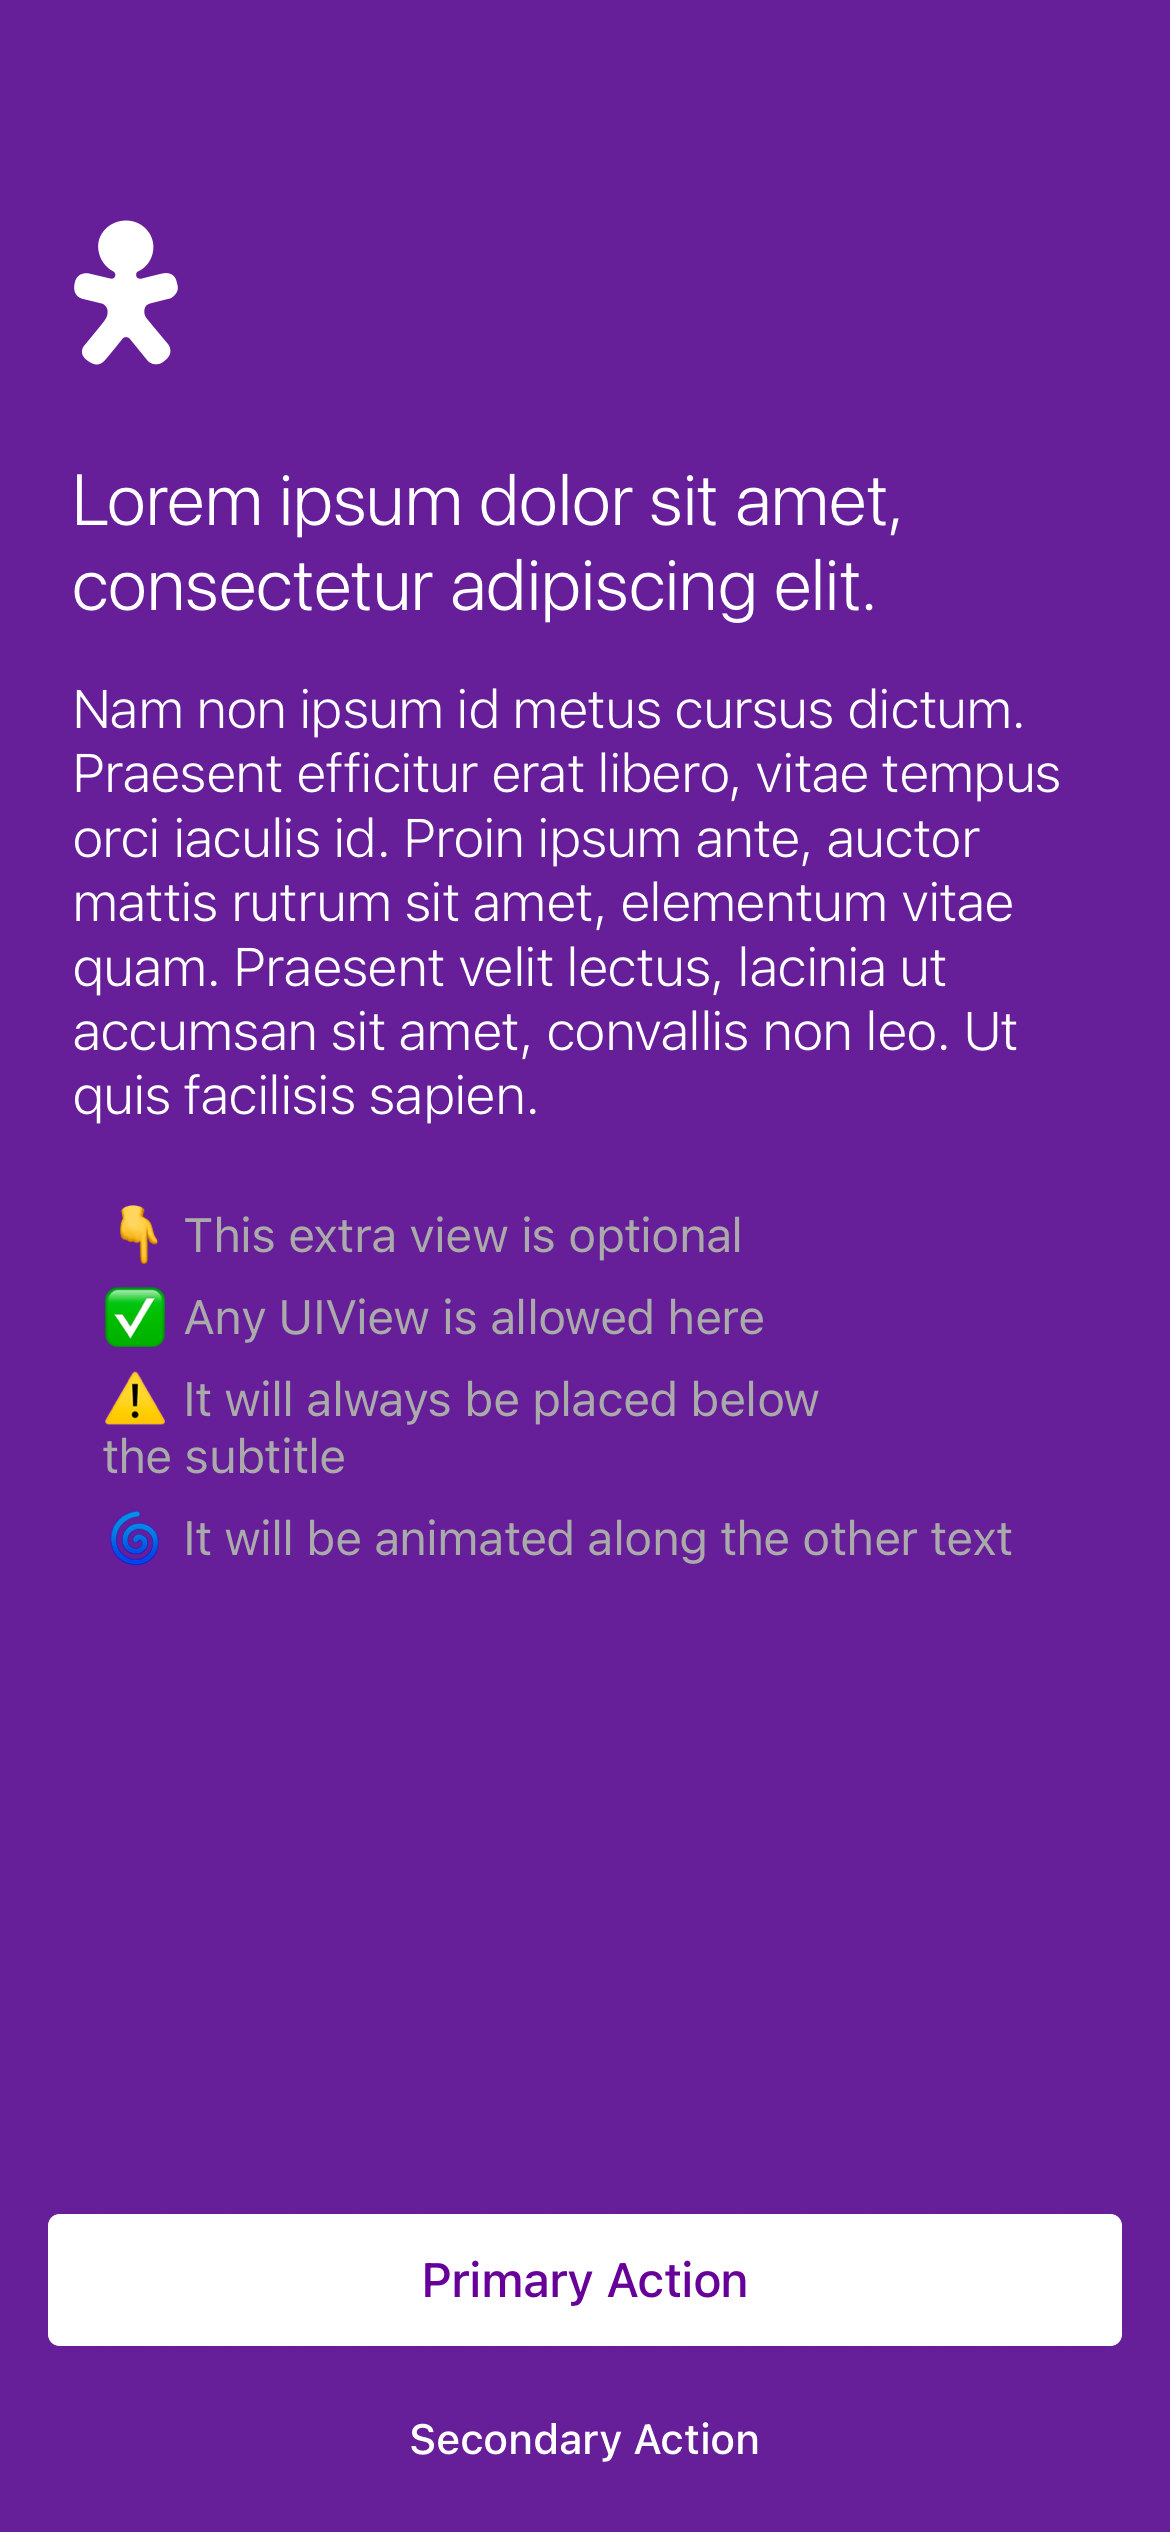 Lorem ipsum dolor sit amet,
consectetur adipiscing elit.
Nam non ipsum id metus cursus dictum.
Praesent efficitur erat libero, vitae tempus
orci iaculis id. Proin ipsum ante, auctor
mattis rutrum sit amet, elementum vitae
quam. Praesent velit lectus, lacinia ut
accumsan sit amet, convallis non leo. Ut
quis facilisis sapien.
👇 This extra view is optional
✅ Any UIView is allowed here
⚠️ It will always be placed below
the subtitle
🌀 It will be animated along the other text
Primary Action
Secondary Action